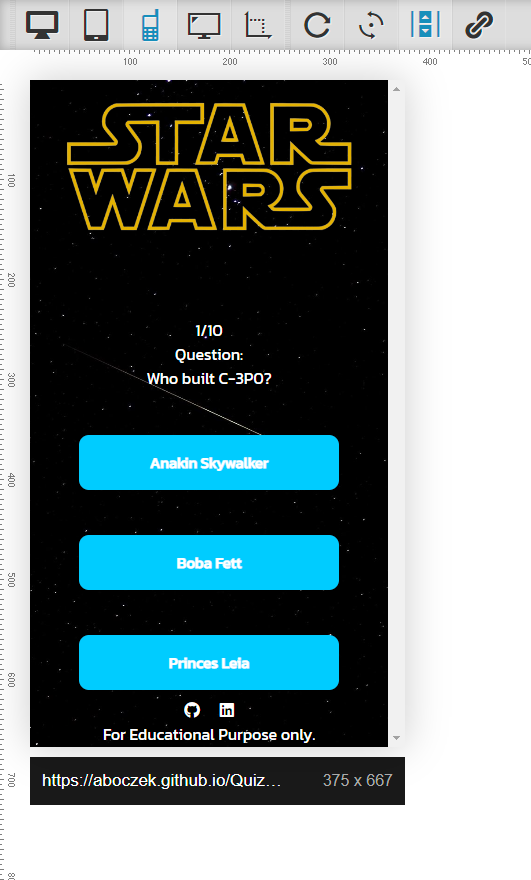 100
200
300
400
500
STAR
WARS
1/10
Question:
Who built C-3PO?
Anakin Skywalker
Boba Fett
Princes Leia
For Educational Purpose only.
https://aboczek.github.io/Quiz…
375 x 667
100
200
300
400
500
600
700
800